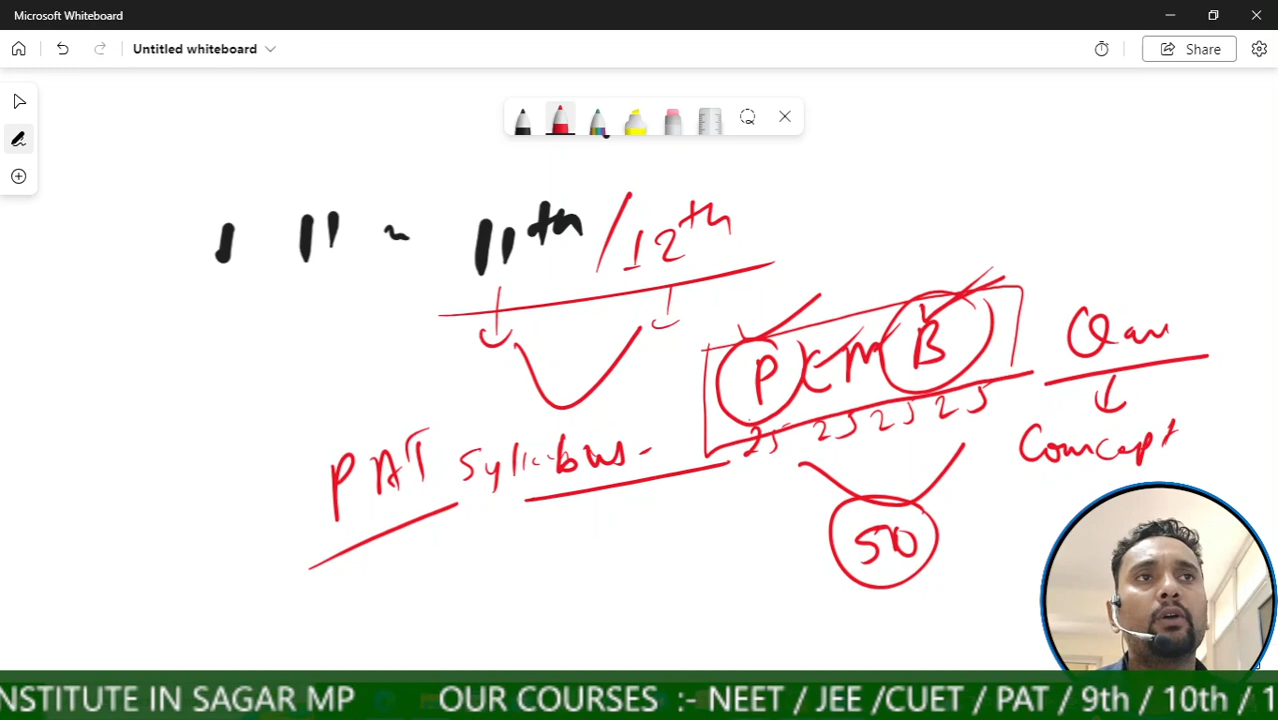 Microsoft Whiteboard
Untitled whiteboard
Share
11 ~ 11th / 12th
P C M B
25 25 25 25
Concept
PAT Syllabus -
50
NSTITUTE IN SAGAR MP OUR COURSES :- NEET / JEE /CUET / PAT / 9th / 10th / 1